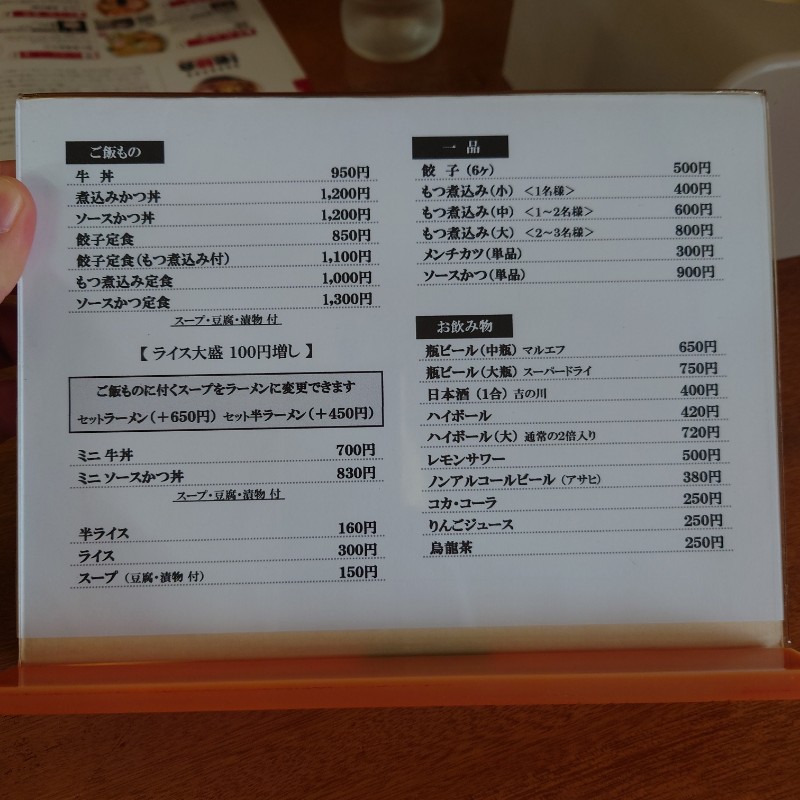 ご飯もの
牛 丼 950円
煮込みかつ丼 1,200円
ソースかつ丼 1,200円
餃子定食 850円
餃子定食(もつ煮込み付) 1,100円
もつ煮込み定食 1,000円
ソースかつ定食 1,300円
スープ・豆腐・漬物 付
【 ライス大盛 100円増し 】
ご飯ものに付くスープをラーメンに変更できます
セットラーメン(+650円) セット半ラーメン(+450円)
ミニ 牛丼 700円
ミニ ソースかつ丼 830円
スープ・豆腐・漬物 付
半ライス 160円
ライス 300円
スープ (豆腐・漬物 付) 150円
一 品
餃 子 (6ヶ) 500円
もつ煮込み(小) <1名様> 400円
もつ煮込み(中) <1~2名様> 600円
もつ煮込み(大) <2~3名様> 800円
メンチカツ(単品) 300円
ソースかつ(単品) 900円
お飲み物
瓶ビール(中瓶) マルエフ 650円
瓶ビール(大瓶) スーパードライ 750円
日本酒 (1合) 吉の川 400円
ハイボール 420円
ハイボール(大) 通常の2倍入り 720円
レモンサワー 500円
ノンアルコールビール (アサヒ) 380円
コカ・コーラ 250円
りんごジュース 250円
烏龍茶 250円